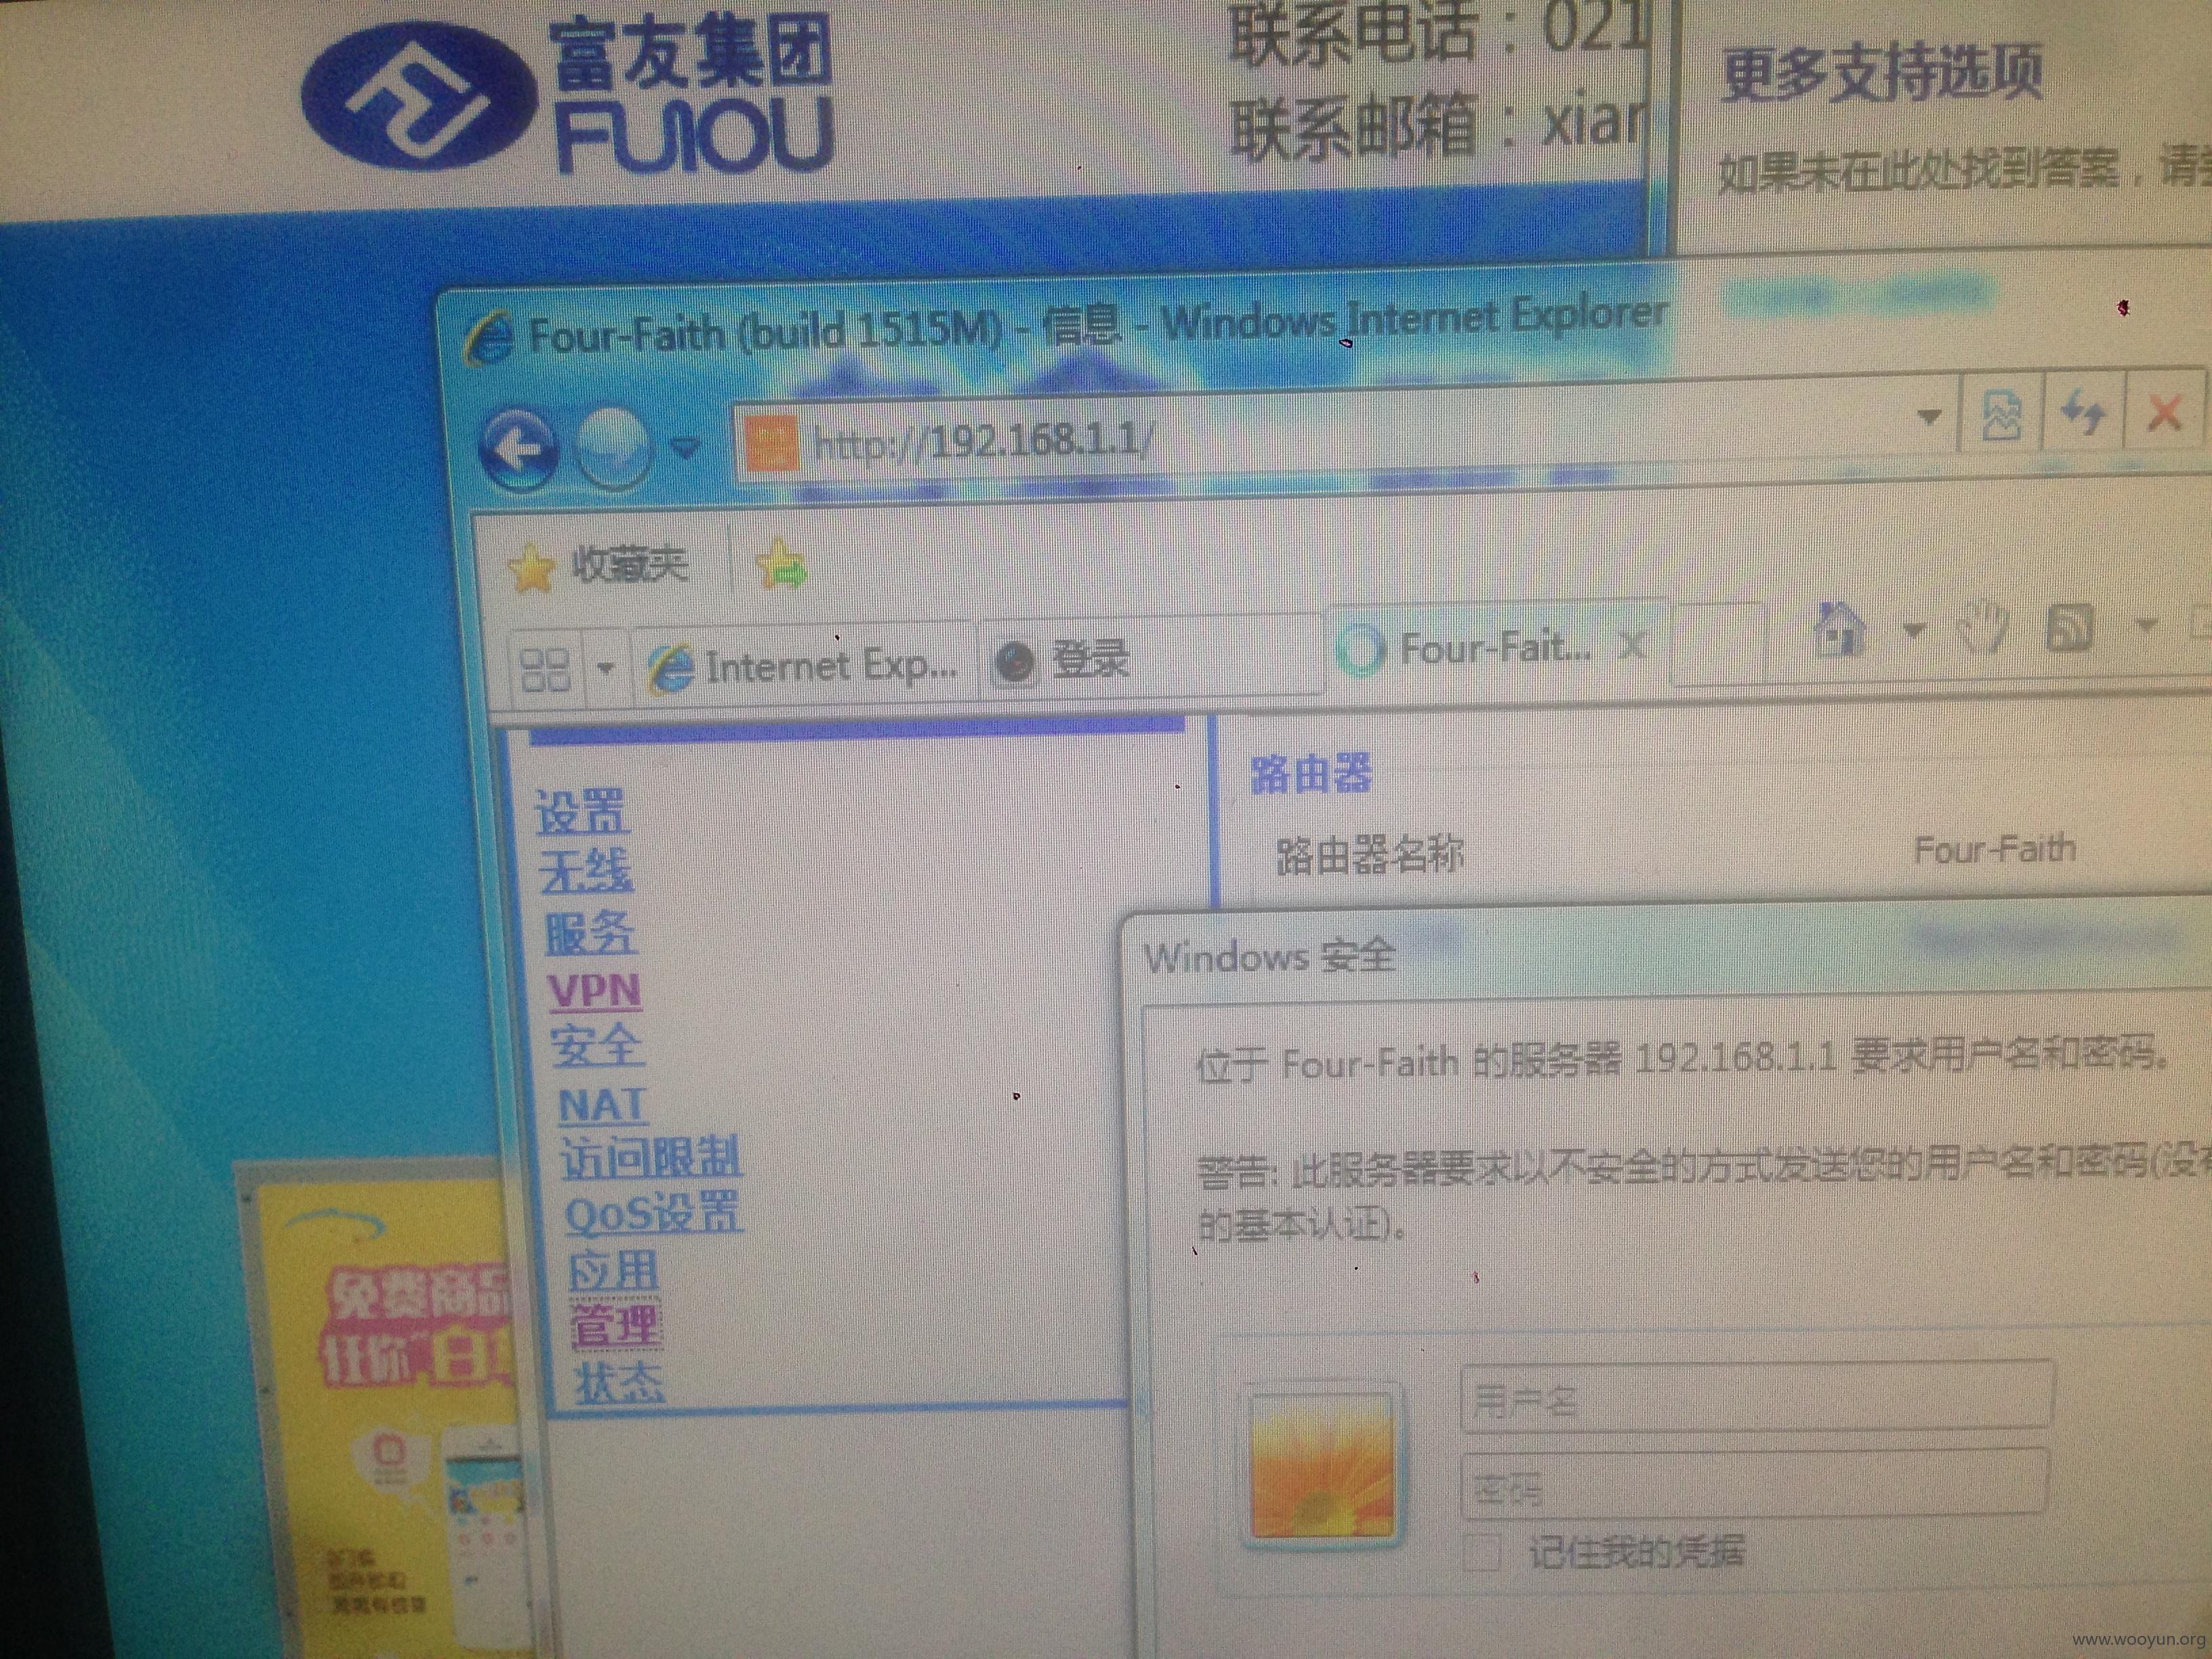 富友集团
FUIOU
联系电话：021
联系邮箱：xiar
更多支持选项
如果未在此处找到答案，请
Four-Faith (build 1515M) - 信息 - Windows Internet Explorer
http://192.168.1.1/
收藏夹
Internet Exp...
登录
Four-Fait...
设置
无线
服务
VPN
安全
NAT
访问限制
QoS设置
应用
管理
状态
路由器
路由器名称 Four-Faith
Windows 安全
位于 Four-Faith 的服务器 192.168.1.1 要求用户名和密码。
警告: 此服务器要求以不安全的方式发送您的用户名和密码(没有
的基本认证)。
用户名
密码
记住我的凭据
免费商品
任你"白
www.wooyun.org